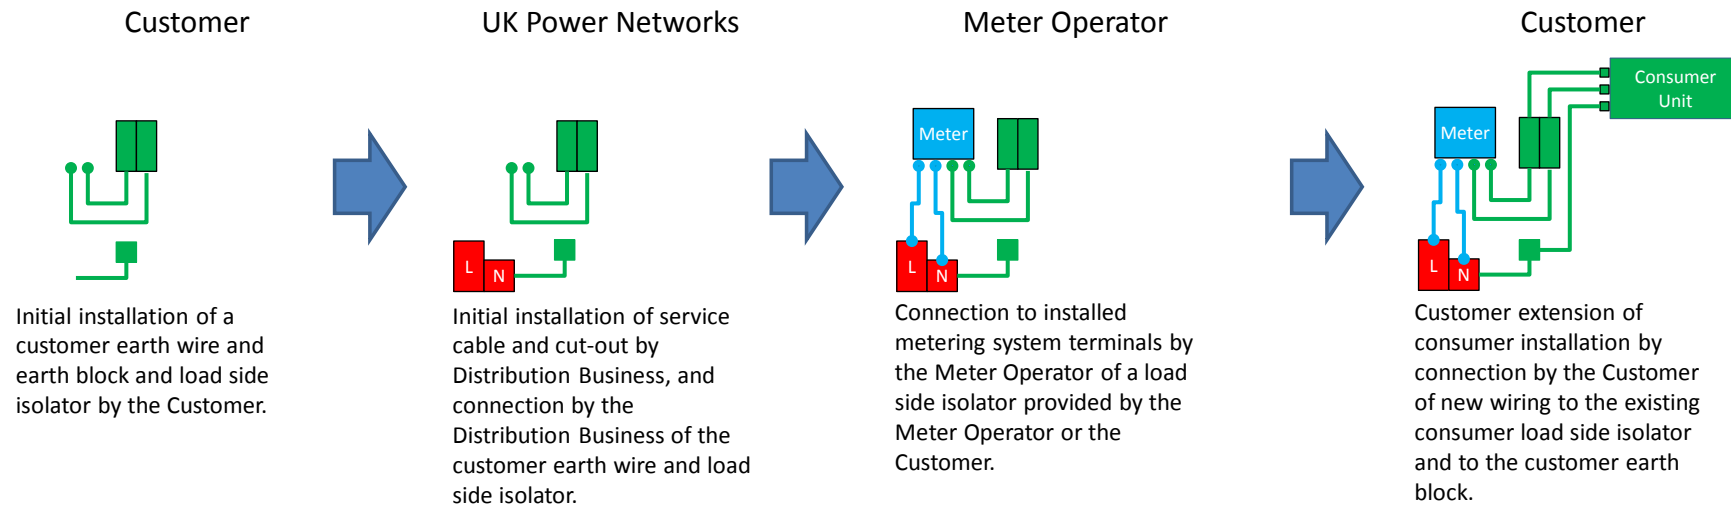 Customer
UK Power Networks
Meter Operator
Customer
L
N
Meter
L
N
Meter
L
N
Consumer
Unit
Initial installation of a
customer earth wire and
earth block and load side
isolator by the Customer.
Initial installation of service
cable and cut-out by
Distribution Business, and
connection by the
Distribution Business of the
customer earth wire and load
side isolator.
Connection to installed
metering system terminals by
the Meter Operator of a load
side isolator provided by the
Meter Operator or the
Customer.
Customer extension of
consumer installation by
connection by the Customer
of new wiring to the existing
consumer load side isolator
and to the customer earth
block.